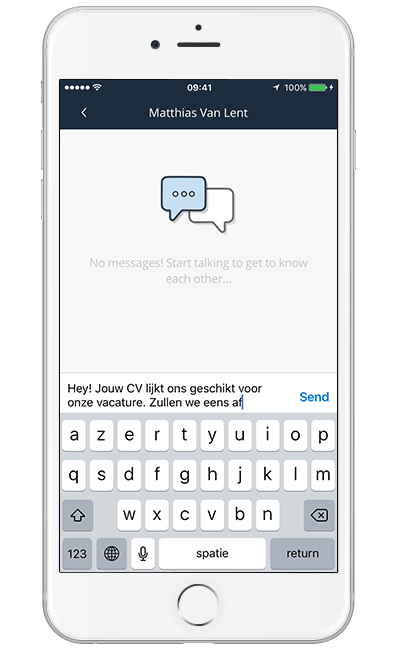 09:41
100%
Matthias Van Lent
No messages! Start talking to get to know
each other...
Hey! Jouw CV lijkt ons geschikt voor
onze vacature. Zullen we eens af
Send
a z e r t y u i o p
q s d f g h j k l m
w x c v b n
123 spatie return